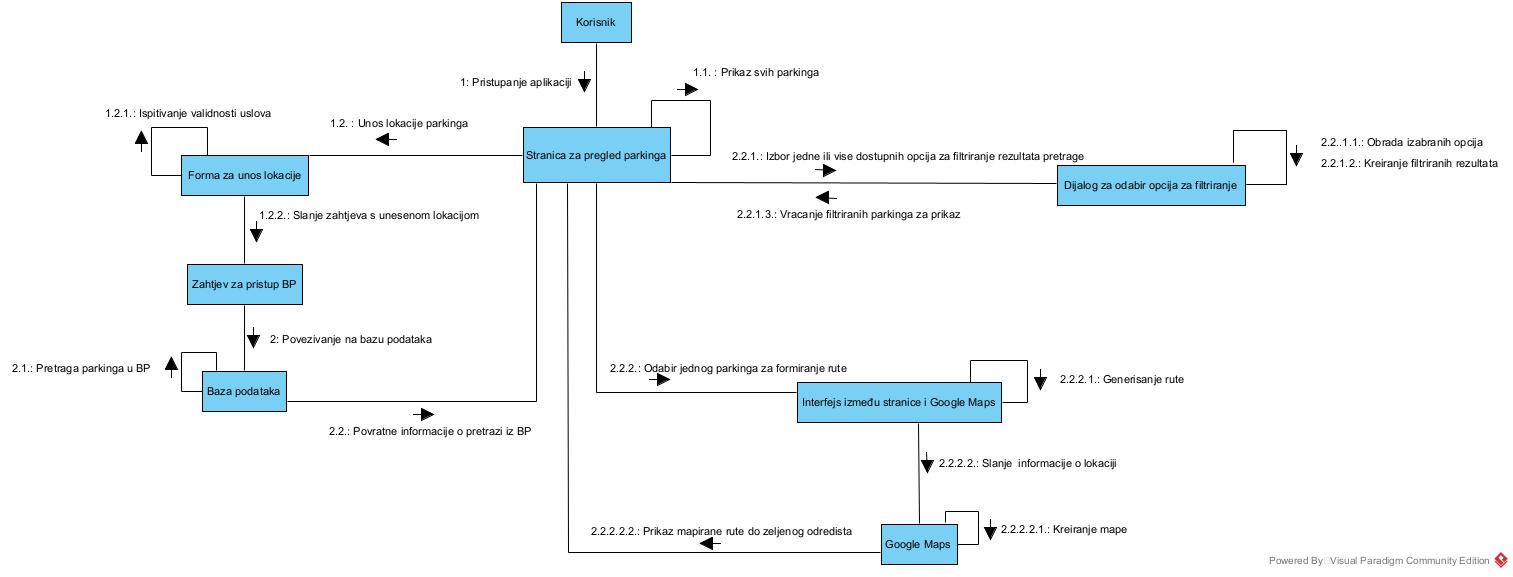 Korisnik
1: Pristupanje aplikaciji
1.1. : Prikaz svih parkinga
1.2.1.: Ispitivanje validnosti uslova
1.2. : Unos lokacije parkinga
Stranica za pregled parkinga
2.2.1.: Izbor jedne ili vise dostupnih opcija za filtriranje rezultata pretrage
2.2..1.1.: Obrada izabranih opcija
2.2.1.2.: Kreiranje filtriranih rezultata
Forma za unos lokacije
Dijalog za odabir opcija za filtriranje
1.2.2.: Slanje zahtjeva s unesenom lokacijom
2.2.1.3.: Vracanje filtriranih parkinga za prikaz
Zahtjev za pristup BP
2: Povezivanje na bazu podataka
2.1.: Pretraga parkinga u BP
2.2.2.: Odabir jednog parkinga za formiranje rute
2.2.2.1.: Generisanje rute
Baza podataka
Interfejs između stranice i Google Maps
2.2.: Povratne informacije o pretrazi iz BP
2.2.2.2.: Slanje informacije o lokaciji
2.2.2.2.2.: Prikaz mapirane rute do zeljenog odredista
2.2.2.2.1.: Kreiranje mape
Google Maps
Powered By Visual Paradigm Community Edition